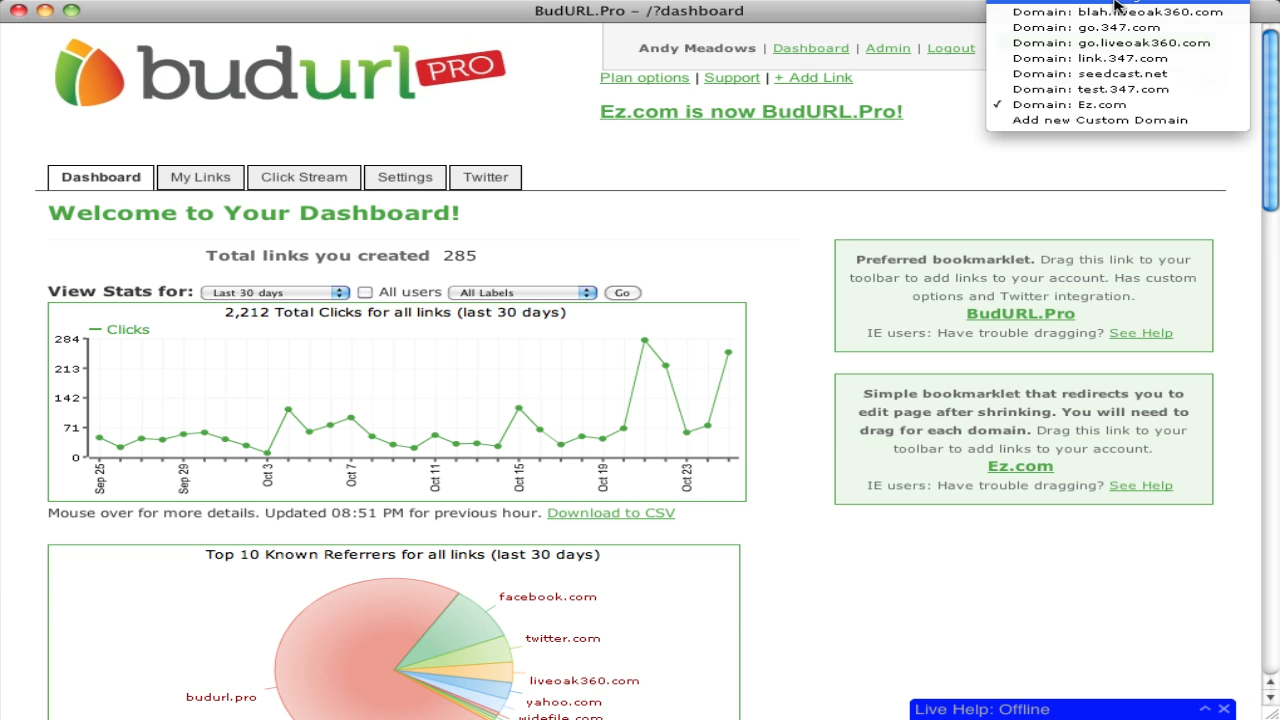 BudURL.Pro – /?dashboard
Domain: blah.liveoak360.com
Domain: go.347.com
Domain: go.liveoak360.com
Domain: link.347.com
Domain: seedcast.net
Domain: test.347.com
✓ Domain: Ez.com
Add new Custom Domain
budurl PRO
Andy Meadows | Dashboard | Admin | Logout
Plan options | Support | + Add Link
Ez.com is now BudURL.Pro!
Dashboard My Links Click Stream Settings Twitter
Welcome to Your Dashboard!
Total links you created 285
View Stats for: Last 30 days All users All Labels Go
2,212 Total Clicks for all links (last 30 days)
Clicks
284
213
142
71
0
Sep 25 Sep 29 Oct 3 Oct 7 Oct 11 Oct 15 Oct 19 Oct 23
Mouse over for more details. Updated 08:51 PM for previous hour. Download to CSV
Top 10 Known Referrers for all links (last 30 days)
facebook.com
twitter.com
liveoak360.com
budurl.pro
yahoo.com
widefile.com
Preferred bookmarklet. Drag this link to your
toolbar to add links to your account. Has custom
options and Twitter integration.
BudURL.Pro
IE users: Have trouble dragging? See Help
Simple bookmarklet that redirects you to
edit page after shrinking. You will need to
drag for each domain. Drag this link to your
toolbar to add links to your account.
Ez.com
IE users: Have trouble dragging? See Help
Live Help: Offline